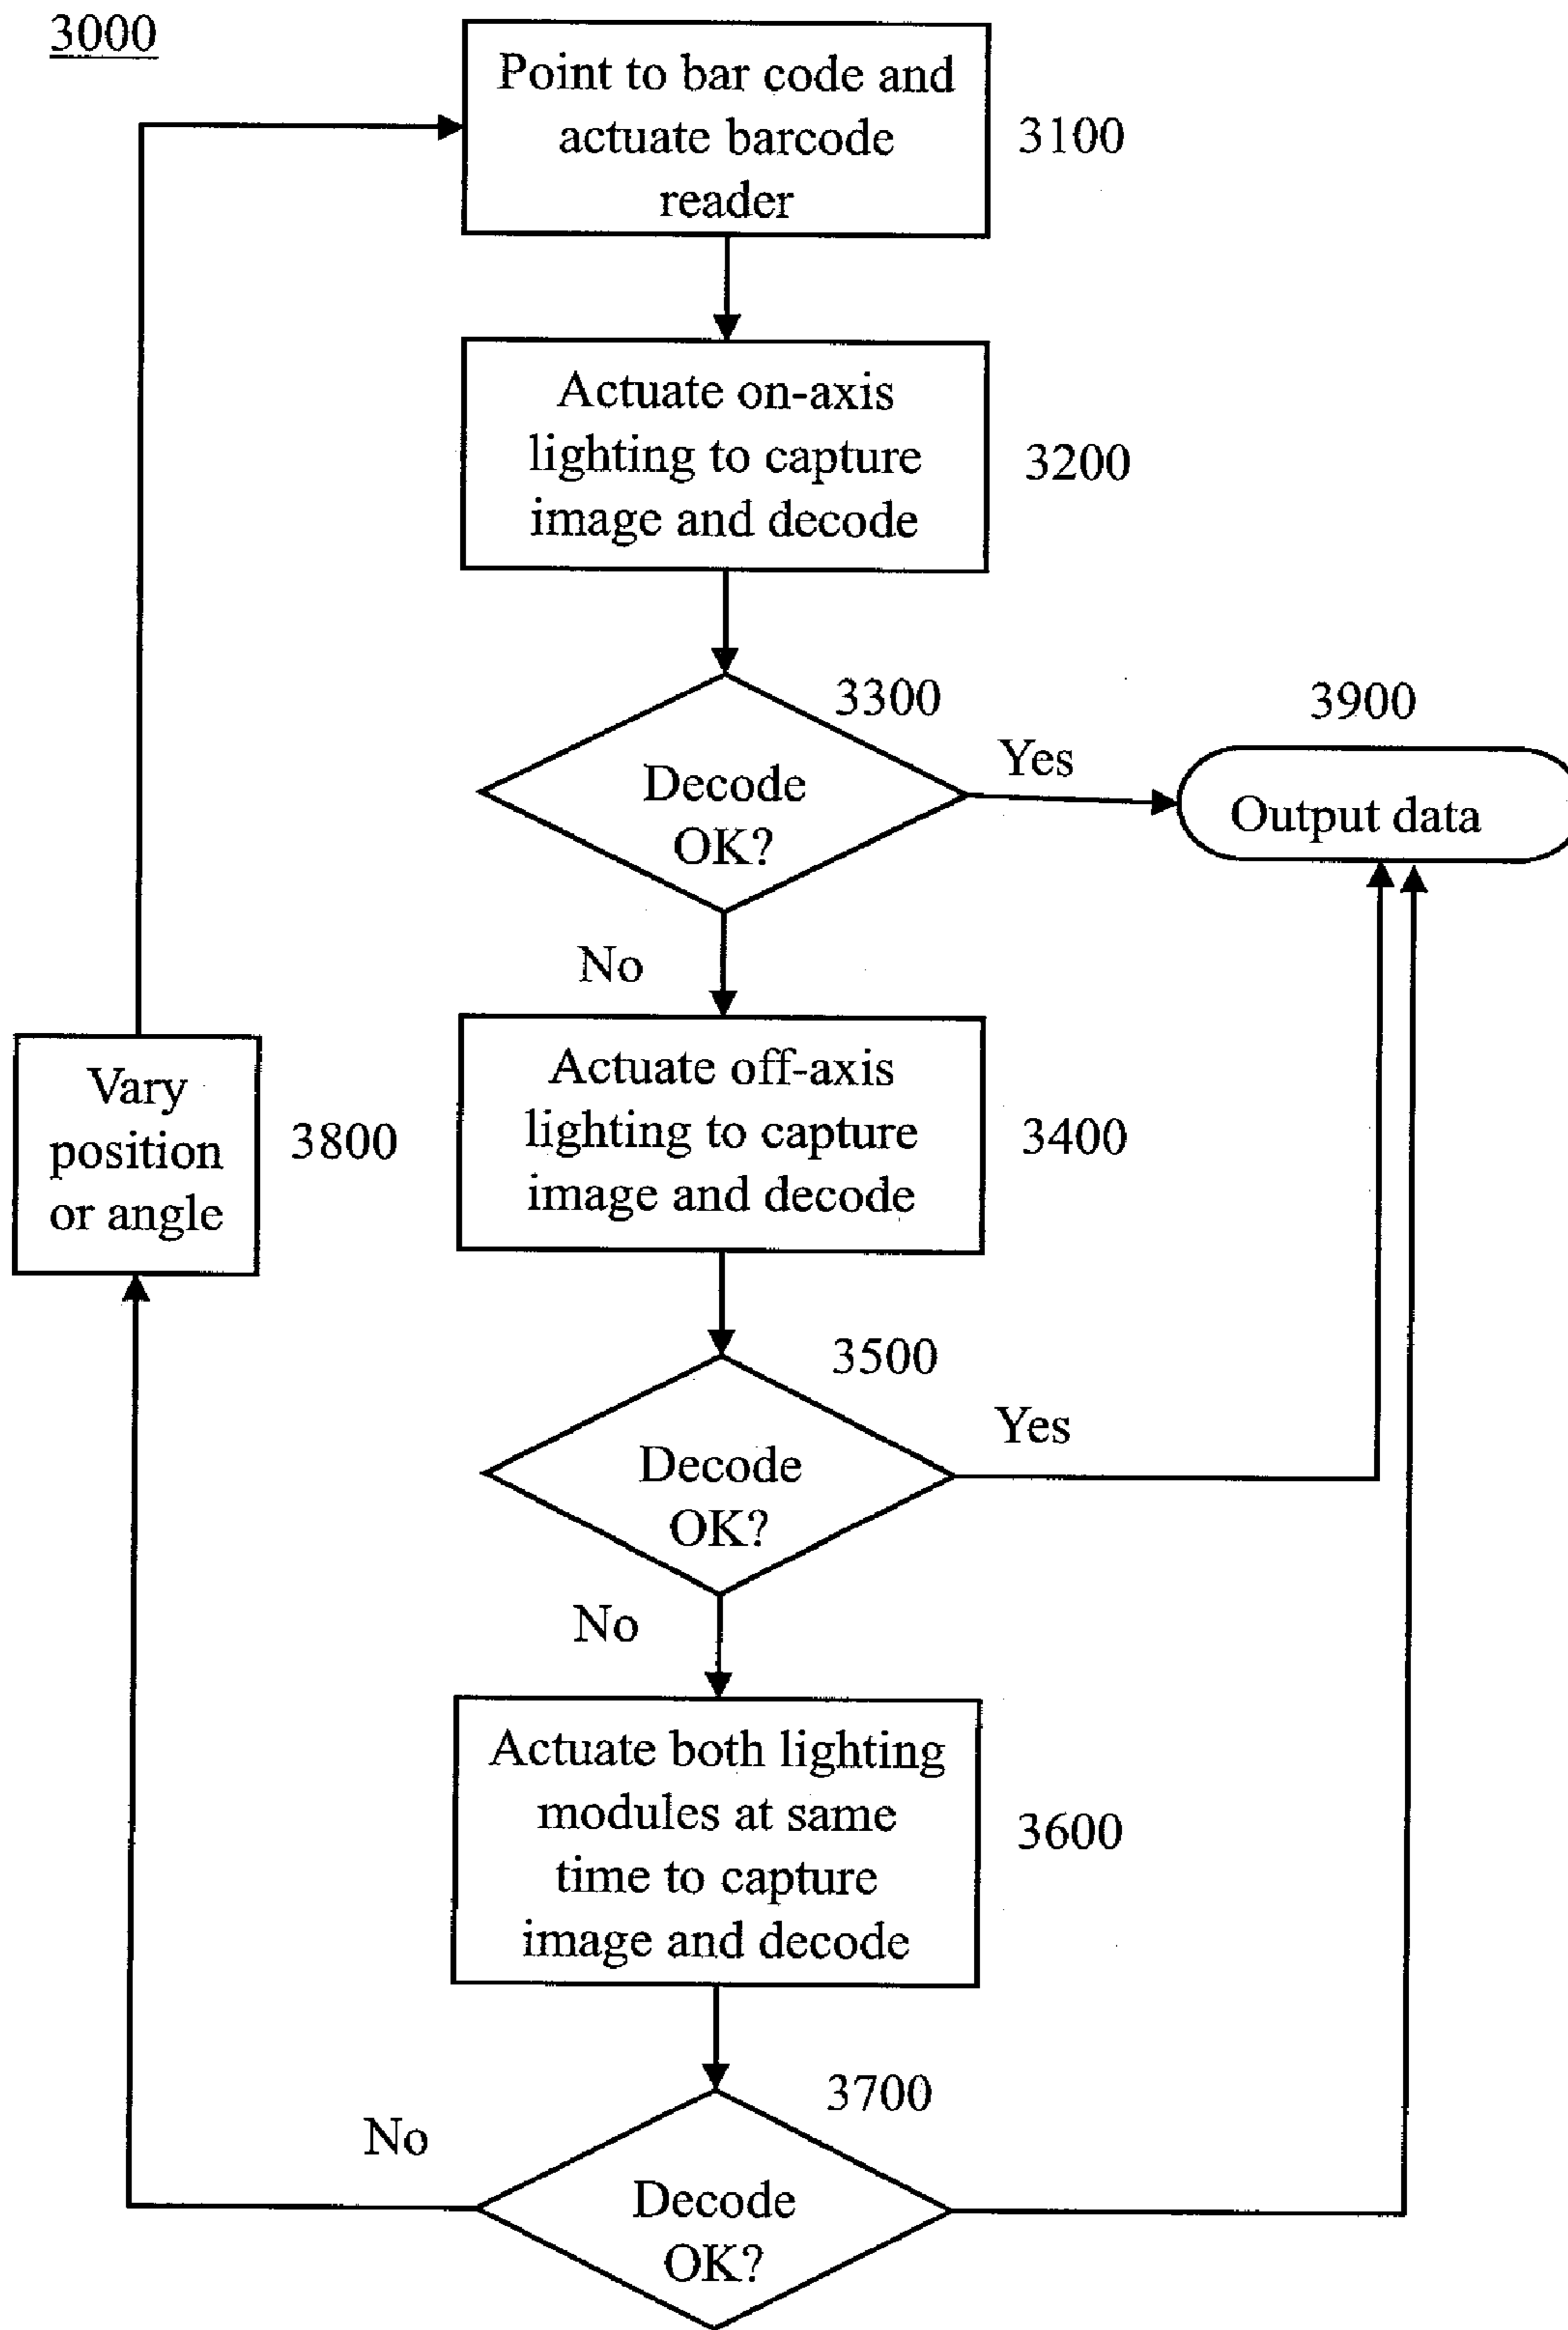 3000
Point to bar code and
actuate barcode
reader
3100
Actuate on-axis
lighting to capture
image and decode
3200
3300
Decode
OK?
Yes
3900
Output data
No
Actuate off-axis
lighting to capture
image and decode
3400
Vary
position
or angle
3800
3500
Decode
OK?
Yes
No
Actuate both lighting
modules at same
time to capture
image and decode
3600
3700
Decode
OK?
No